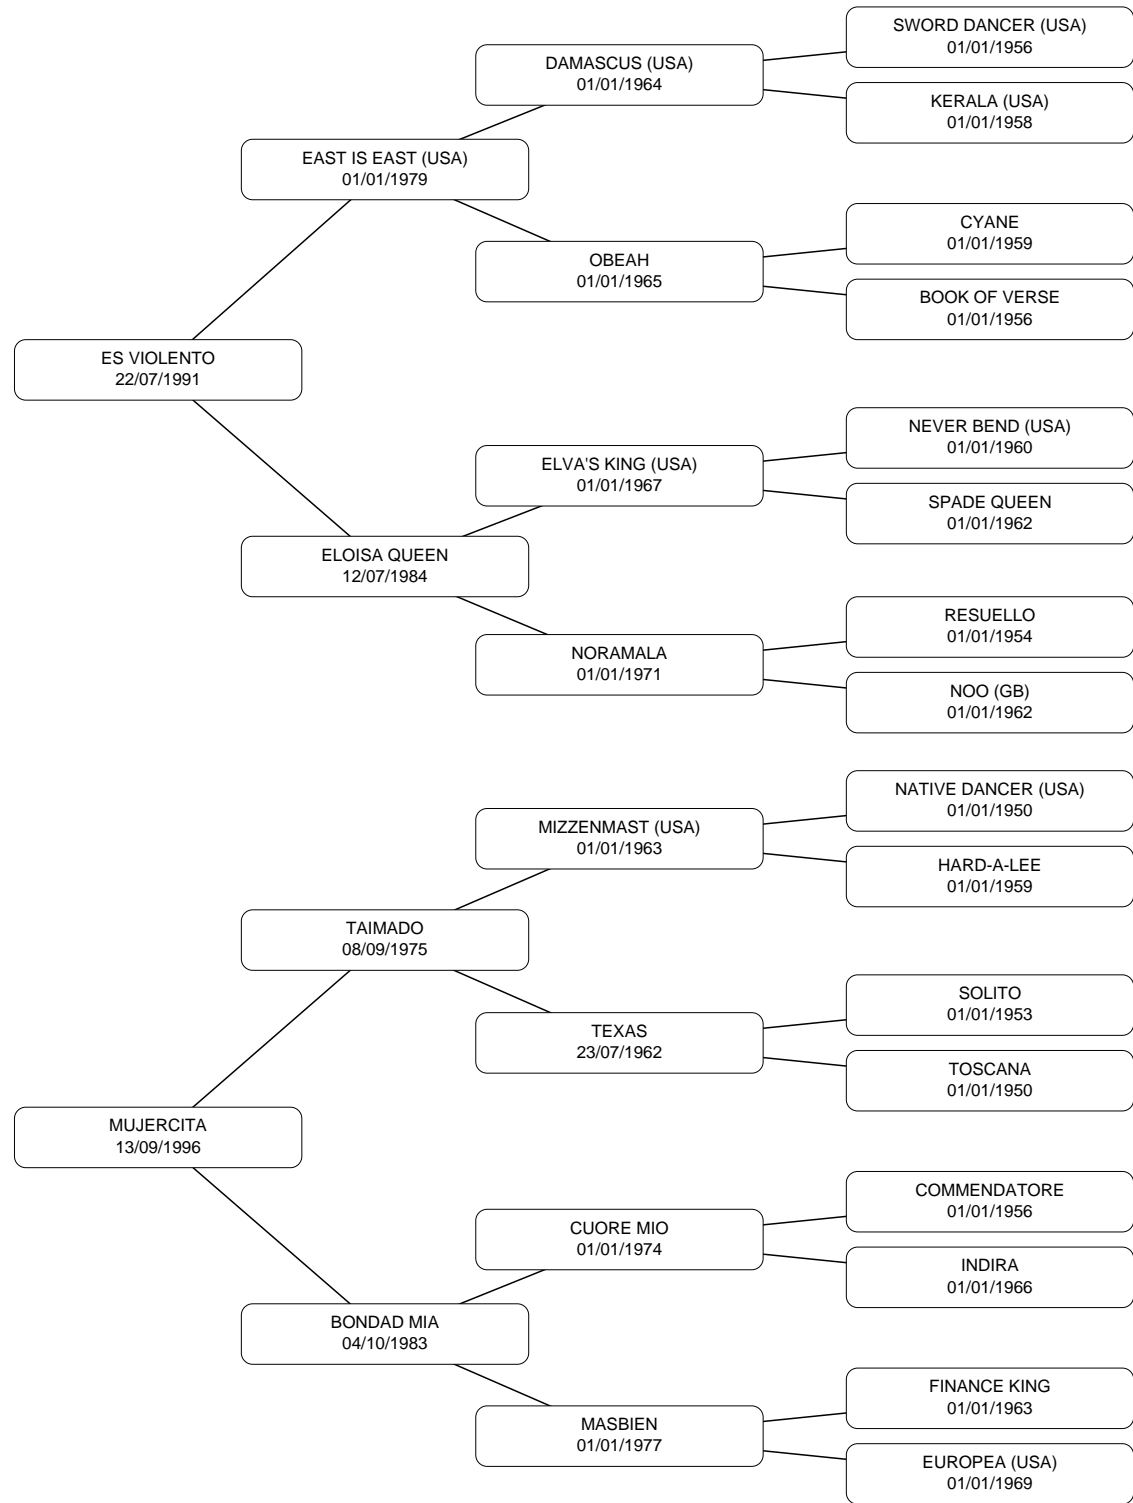 SWORD DANCER (USA)
01/01/1956
DAMASCUS (USA)
01/01/1964
KERALA (USA)
01/01/1958
EAST IS EAST (USA)
01/01/1979
CYANE
01/01/1959
OBEAH
01/01/1965
BOOK OF VERSE
01/01/1956
ES VIOLENTO
22/07/1991
NEVER BEND (USA)
01/01/1960
ELVA'S KING (USA)
01/01/1967
SPADE QUEEN
01/01/1962
ELOISA QUEEN
12/07/1984
RESUELLO
01/01/1954
NORAMALA
01/01/1971
NOO (GB)
01/01/1962
NATIVE DANCER (USA)
01/01/1950
MIZZENMAST (USA)
01/01/1963
HARD-A-LEE
01/01/1959
TAIMADO
08/09/1975
SOLITO
01/01/1953
TEXAS
23/07/1962
TOSCANA
01/01/1950
MUJERCITA
13/09/1996
COMMENDATORE
01/01/1956
CUORE MIO
01/01/1974
INDIRA
01/01/1966
BONDAD MIA
04/10/1983
FINANCE KING
01/01/1963
MASBIEN
01/01/1977
EUROPEA (USA)
01/01/1969